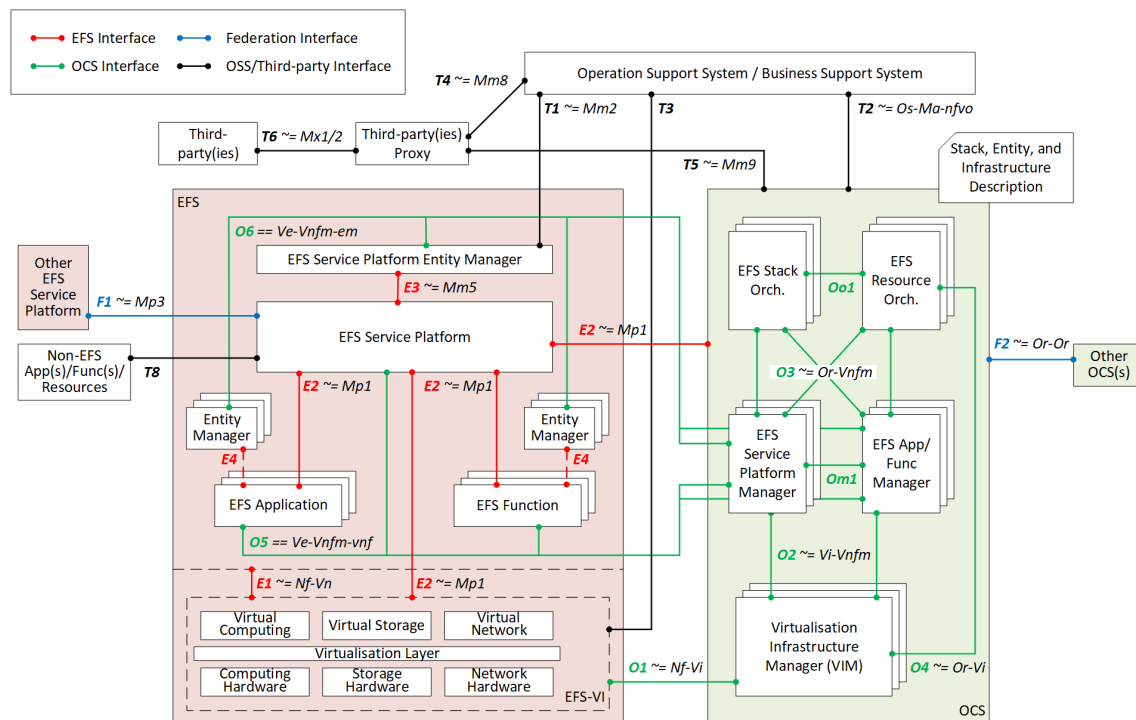 EFS Interface
Federation Interface
OCS Interface
OSS/Third-party Interface
Operation Support System / Business Support System
T4 ~= Mm8
T1 ~= Mm2
T3
T2 ~= Os-Ma-nfvo
Third-
party(ies)
T6 ~= Mx1/2
Third-party(ies)
Proxy
T5 ~= Mm9
Stack, Entity, and
Infrastructure
Description
EFS
O6 == Ve-Vnfm-em
EFS Service Platform Entity Manager
E3 ~= Mm5
Other
EFS
Service
Platform
F1 ~= Mp3
EFS Service Platform
E2 ~= Mp1
Non-EFS
App(s)/Func(s)/
Resources
T8
E2 ~= Mp1
E2 ~= Mp1
Entity
Manager
Entity
Manager
E4
E4
EFS Application
EFS Function
O5 == Ve-Vnfm-vnf
E1 ~= Nf-Vn
E2 ~= Mp1
Virtual
Computing
Virtual Storage
Virtual
Network
Virtualisation Layer
Computing
Hardware
Storage
Hardware
Network
Hardware
EFS-VI
O1 ~= Nf-Vi
EFS Stack
Orch.
Oo1
EFS
Resource
Orch.
F2 ~= Or-Or
Other
OCS(s)
O3 ~= Or-Vnfm
EFS
Service
Platform
Manager
Om1
EFS App/
Func
Manager
O2 ~= Vi-Vnfm
Virtualisation
Infrastructure
Manager (VIM)
O4 ~= Or-Vi
OCS